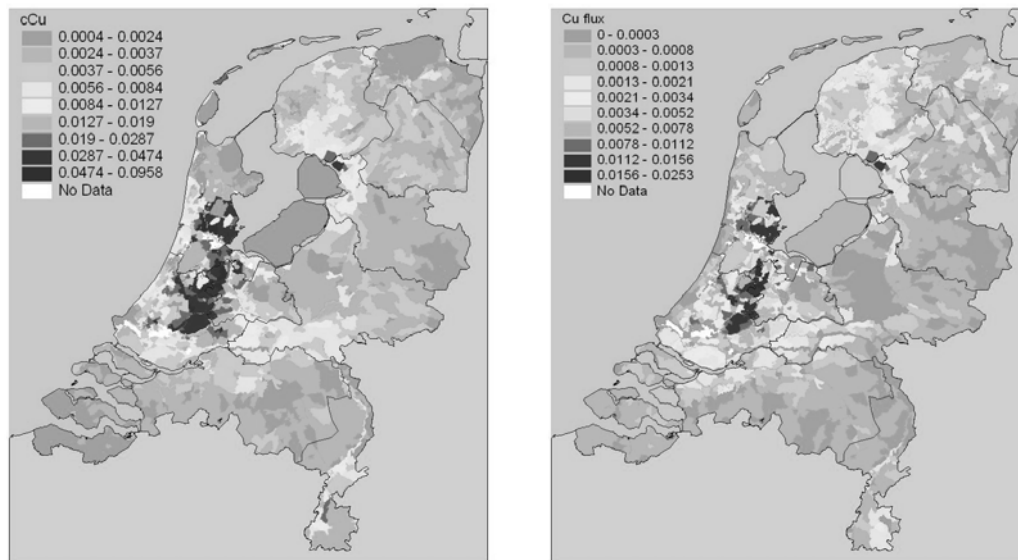 cCu
0.0004 - 0.0024
0.0024 - 0.0037
0.0037 - 0.0056
0.0056 - 0.0084
0.0084 - 0.0127
0.0127 - 0.019
0.019 - 0.0287
0.0287 - 0.0474
0.0474 - 0.0958
No Data
Cu flux
0 - 0.0003
0.0003 - 0.0008
0.0008 - 0.0013
0.0013 - 0.0021
0.0021 - 0.0034
0.0034 - 0.0052
0.0052 - 0.0078
0.0078 - 0.0112
0.0112 - 0.0156
0.0156 - 0.0253
No Data